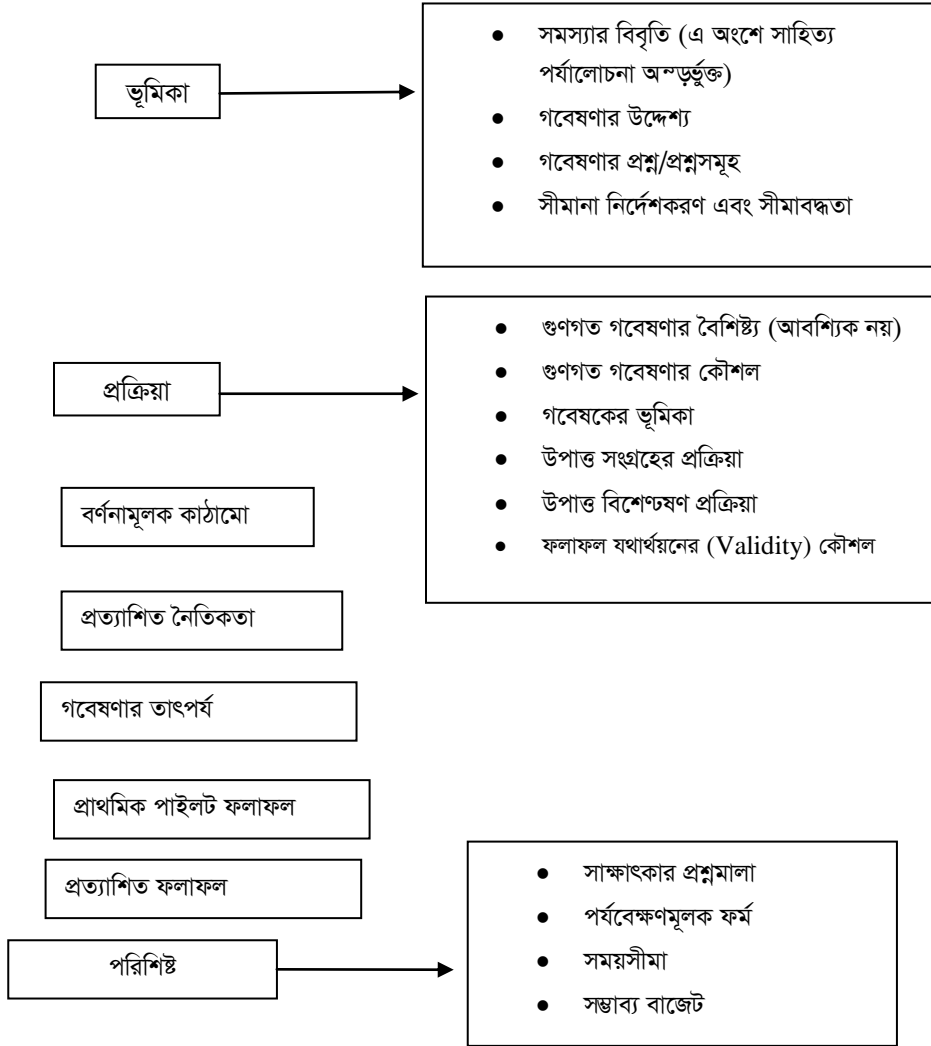 ভূমিকা
● সমস্যার বিবৃতি (এ অংশে সাহিত্য
পর্যালোচনা অন্ড়র্ভুক্ত)
● গবেষণার উদ্দেশ্য
● গবেষণার প্রশ্ন/প্রশ্নসমূহ
● সীমানা নির্দেশকরণ এবং সীমাবদ্ধতা
প্রক্রিয়া
● গুণগত গবেষণার বৈশিষ্ট্য (আবশ্যিক নয়)
● গুণগত গবেষণার কৌশল
● গবেষকের ভূমিকা
● উপাত্ত সংগ্রহের প্রক্রিয়া
● উপাত্ত বিশেণ্ঢষণ প্রক্রিয়া
● ফলাফল যথার্থয়নের (Validity) কৌশল
বর্ণনামূলক কাঠামো
প্রত্যাশিত নৈতিকতা
গবেষণার তাৎপর্য
প্রাথমিক পাইলট ফলাফল
প্রত্যাশিত ফলাফল
পরিশিষ্ট
● সাক্ষাৎকার প্রশ্নমালা
● পর্যবেক্ষণমূলক ফর্ম
● সময়সীমা
● সম্ভাব্য বাজেট